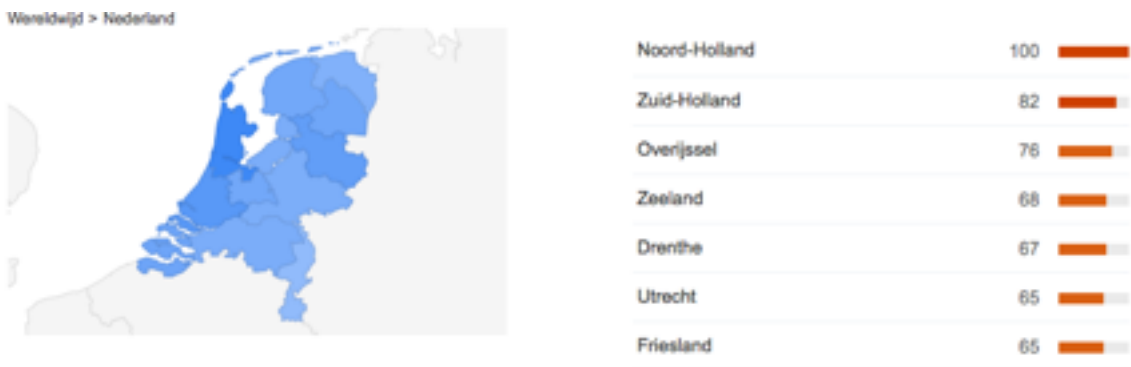 Wereldwijd > Nederland
Noord-Holland 100
Zuid-Holland 82
Overijssel 76
Zeeland 68
Drenthe 67
Utrecht 65
Friesland 65